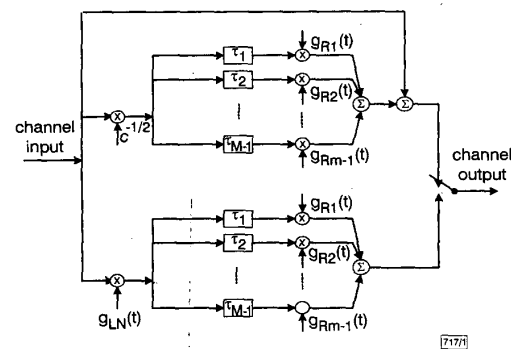 τ1
gR1(t)
τ2
gR2(t)
x
x
Σ
Σ
x
c-1/2
channel
input
τM-1
x
gRm-1(t)
channel
output
τ1
x
gR1(t)
τ2
x
gR2(t)
Σ
x
gLN(t)
τM-1
gRm-1(t)
717/1